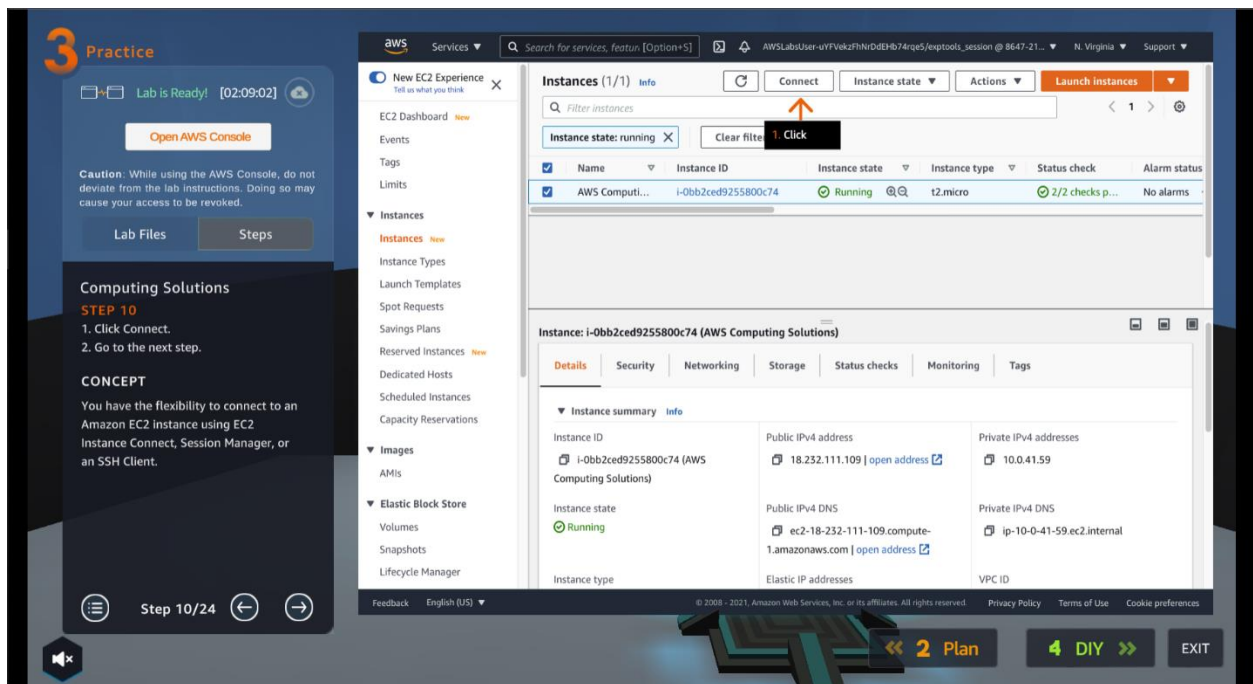 3 Practice
Lab is Ready! [02:09:02]
Open AWS Console
Caution: While using the
AWS Console, do not
deviate from the lab instructions. Doing so may
cause your access to be
revoked.
Lab Files
Steps
Computing Solutions
STEP 10
1. Click Connect.
2. Go to the next step.
CONCEPT
You have the flexibility to connect to an
Amazon EC2 instance using EC2
Instance Connect, Session Manager, or
an SSH Client.
Step 10/24
aws
Services ▼
Search for services, featur [Option+S]
AWSLabsUser-uYFVekzFhNrDdEHb74rqe5/exptools_session @ 8647-21... ▼
N. Virginia ▼
Support ▼
New EC2 Experience
Tell us what you think
EC2 Dashboard New
Events
Tags
Limits
▼ Instances
Instances New
Instance Types
Launch Templates
Spot Requests
Savings Plans
Reserved Instances New
Dedicated Hosts
Scheduled Instances
Capacity Reservations
▼ Images
AMIs
▼ Elastic Block Store
Volumes
Snapshots
Lifecycle Manager
Instances (1/1) Info
Connect
Instance state ▼
Actions ▼
Launch instances ▼
Filter instances
< 1 >
Instance state: running X
Clear filte
1. Click
Name Instance ID Instance state Instance type Status check Alarm status
AWS Computi... i-0bb2ced9255800c74 Running t2.micro 2/2 checks p... No alarms
Instance: i-0bb2ced9255800c74 (AWS Computing Solutions)
Details Security Networking Storage Status checks Monitoring Tags
▼ Instance summary Info
Instance ID
i-0bb2ced9255800c74 (AWS
Computing Solutions)
Public IPv4 address
18.232.111.109 | open address
Private IPv4 addresses
10.0.41.59
Instance state
Running
Public IPv4 DNS
ec2-18-232-111-109.compute-
1.amazonaws.com | open address
Private IPv4 DNS
ip-10-0-41-59.ec2.internal
Instance type
Elastic IP addresses
VPC ID
Feedback
English (US) ▼
© 2008 - 2021, Amazon Web Services, Inc. or its affiliates. All rights reserved.
Privacy Policy
Terms of Use
Cookie preferences
« 2 Plan
4 DIY »
EXIT